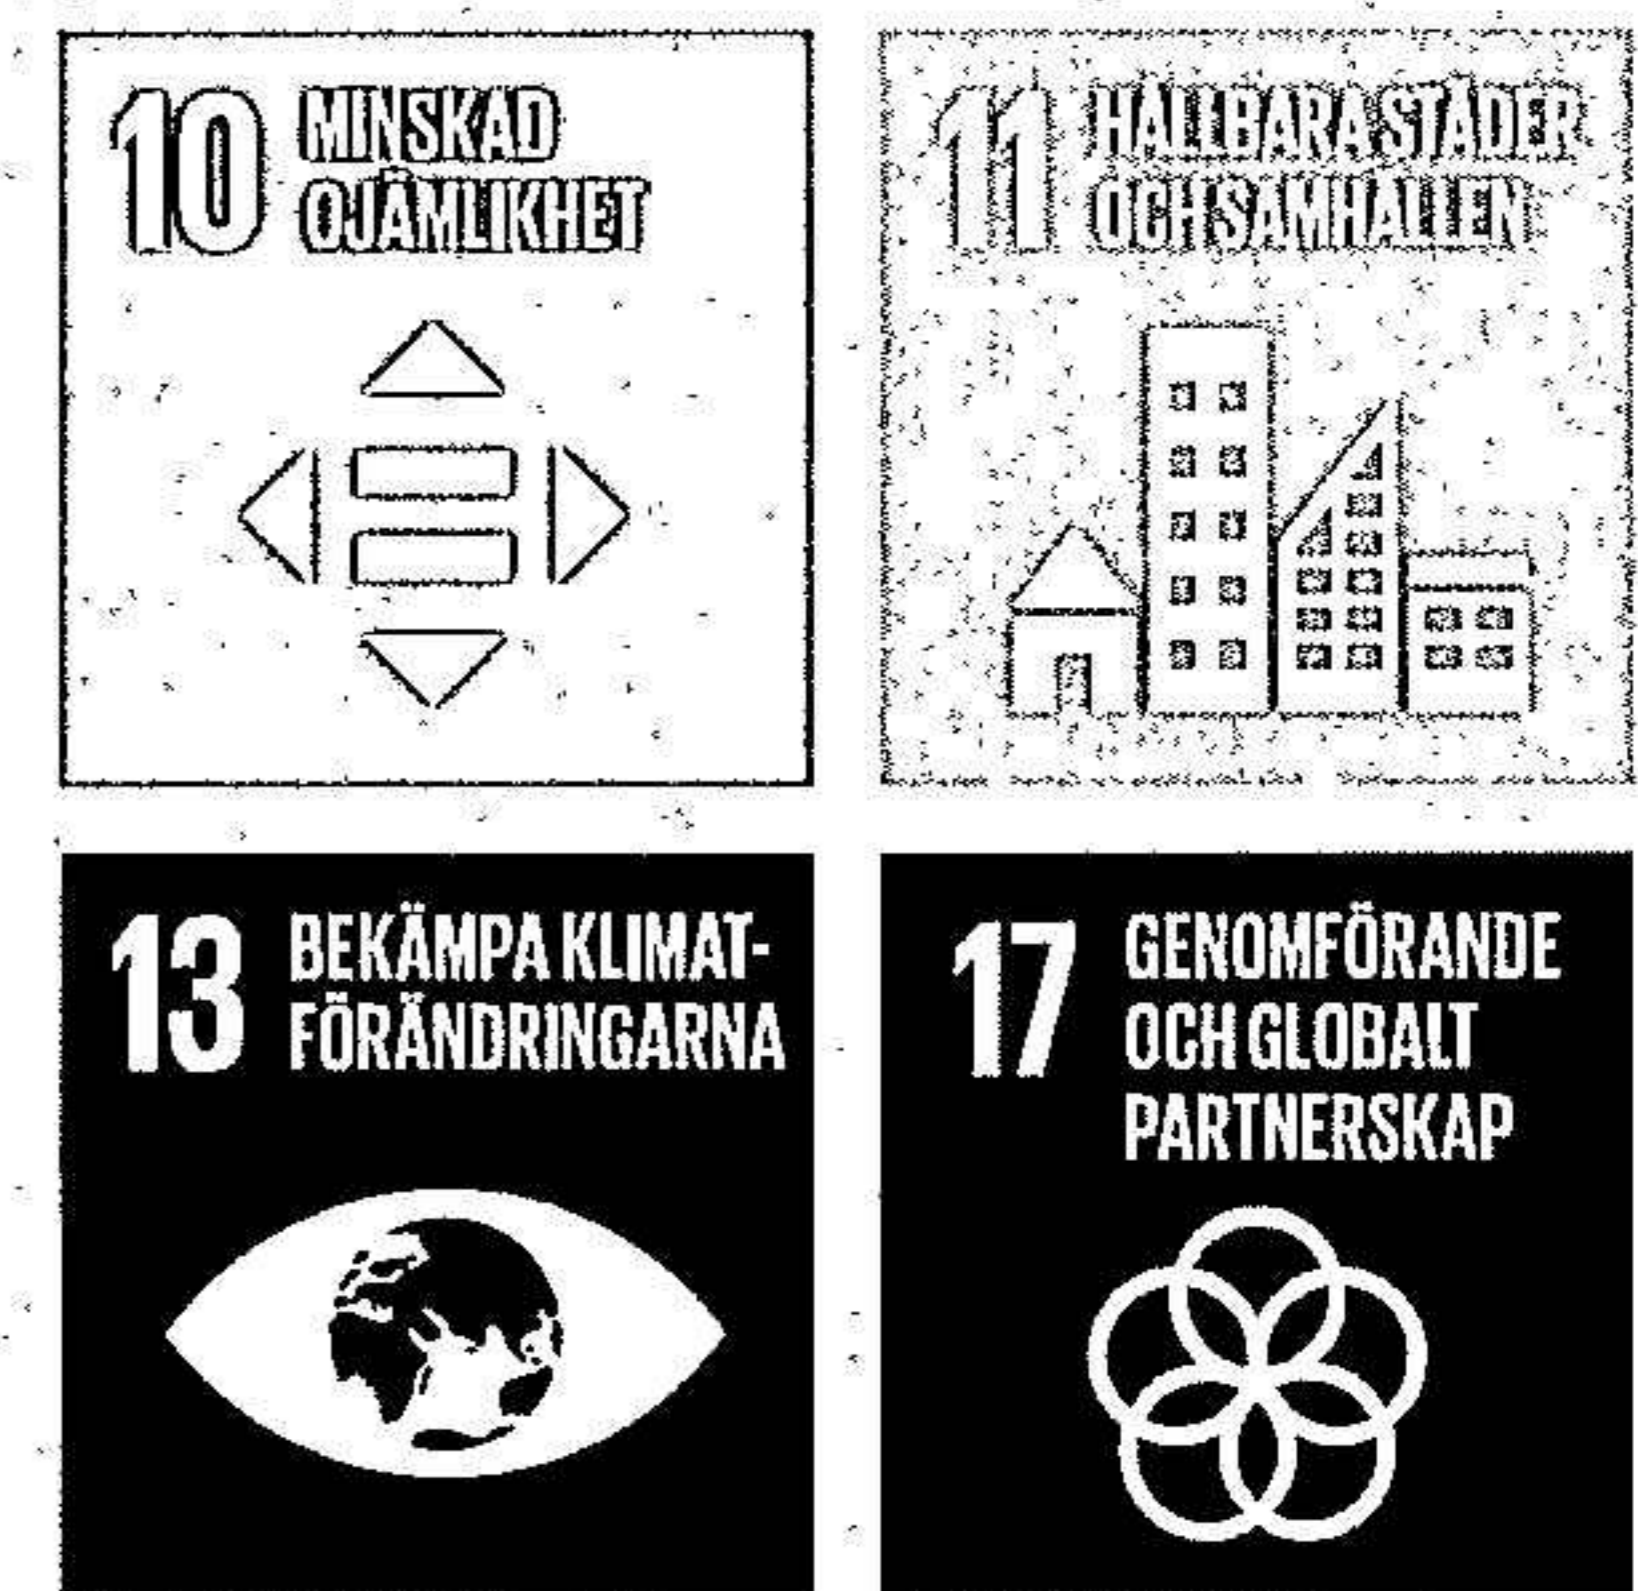 10 MINSKAD
OJÄMLIKHET
11 HÅLLBARA STÄDER
OCH SAMHÄLLEN
13 BEKÄMPA KLIMAT-
FÖRÄNDRINGARNA
17 GENOMFÖRANDE
OCH GLOBALT
PARTNERSKAP